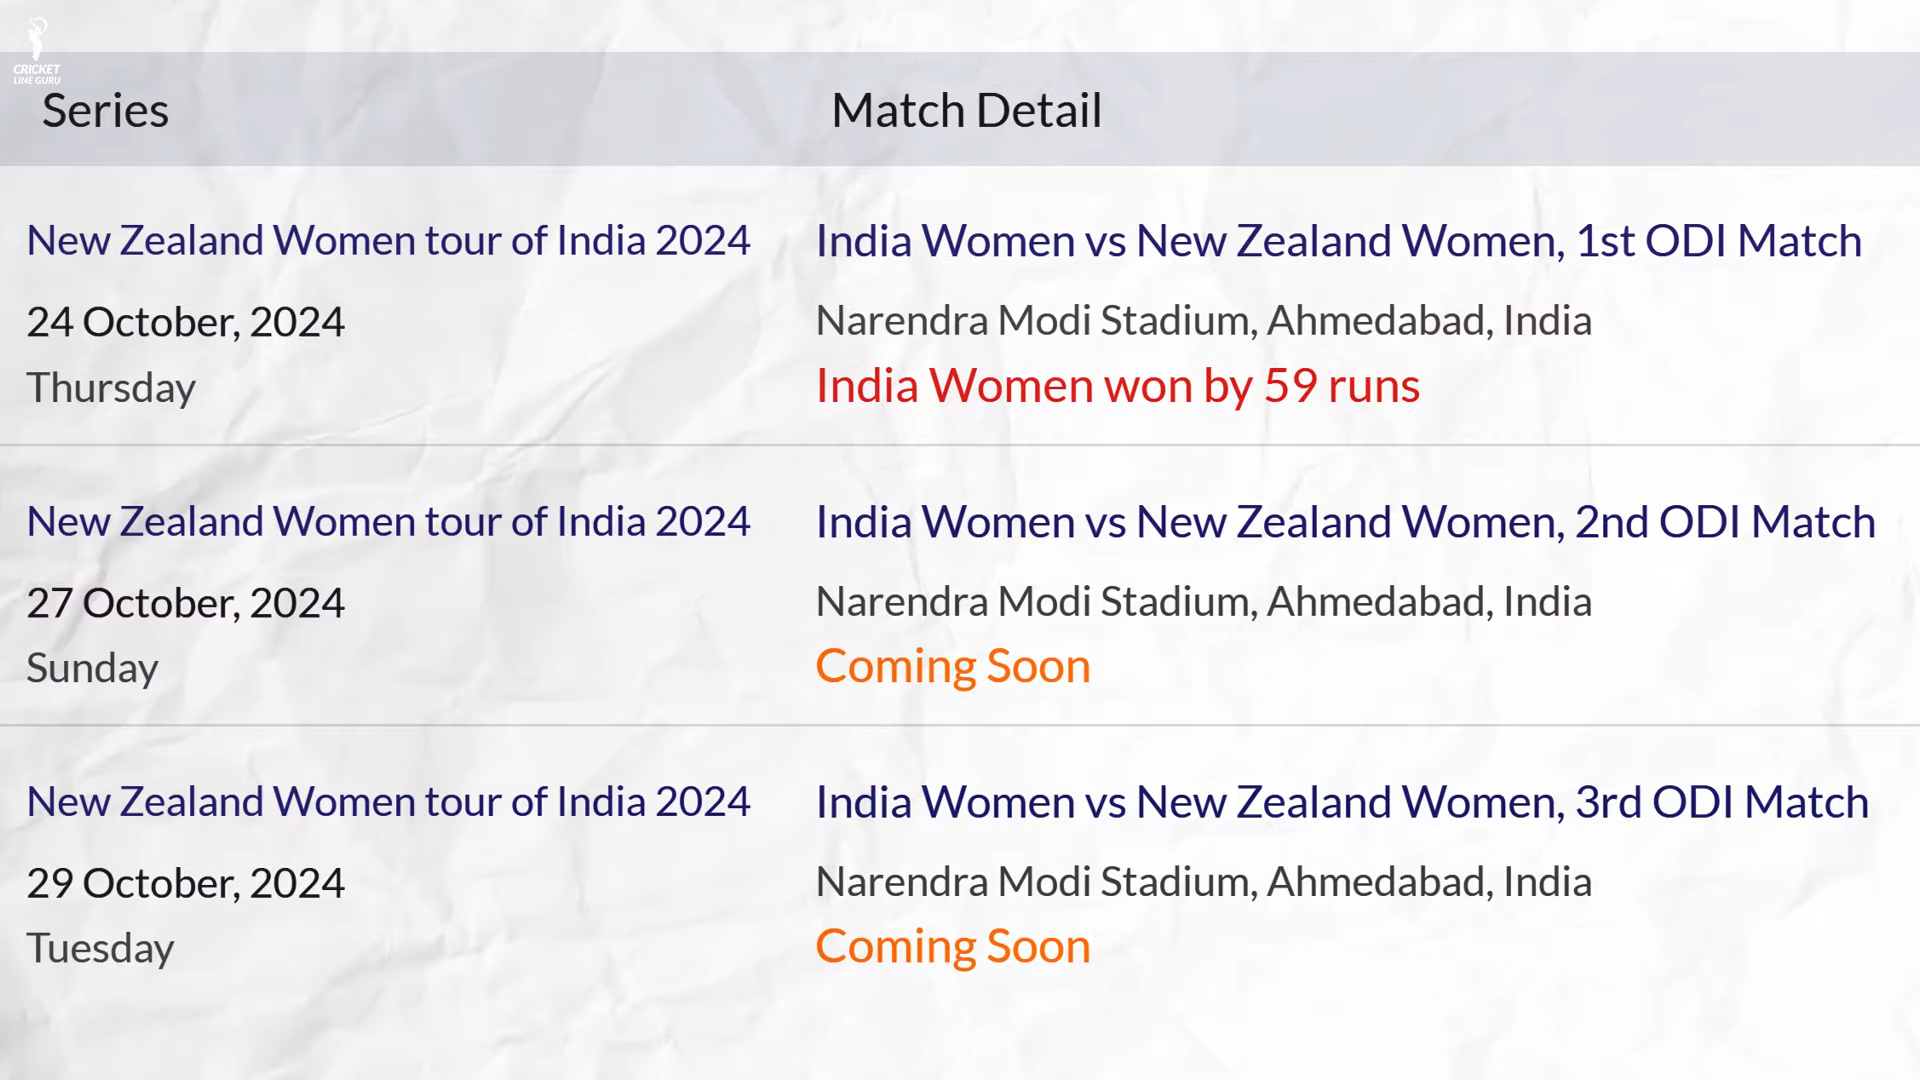 CRICKET
LINE GURU
Series Match Detail
New Zealand Women tour of India 2024 India Women vs New Zealand Women, 1st ODI Match
24 October, 2024 Narendra Modi Stadium, Ahmedabad, India
Thursday India Women won by 59 runs
New Zealand Women tour of India 2024 India Women vs New Zealand Women, 2nd ODI Match
27 October, 2024 Narendra Modi Stadium, Ahmedabad, India
Sunday Coming Soon
New Zealand Women tour of India 2024 India Women vs New Zealand Women, 3rd ODI Match
29 October, 2024 Narendra Modi Stadium, Ahmedabad, India
Tuesday Coming Soon